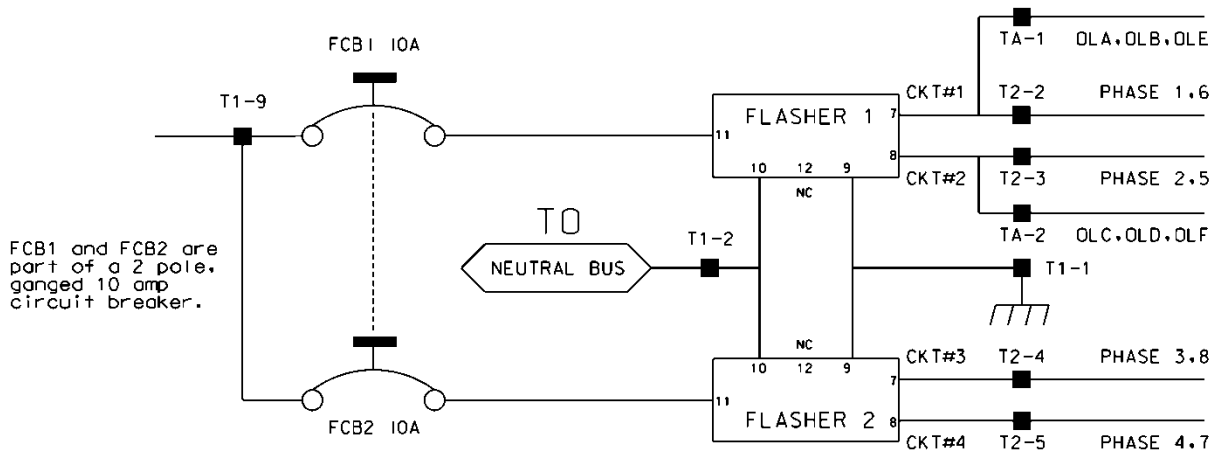 FCB1 10A
T1-9
TA-1 OLA,OLB,OLE
CKT#1 T2-2 PHASE 1,6
7
FLASHER 1
11
8
10 12 9
NC
CKT#2 T2-3 PHASE 2,5
TO
TA-2 OLC,OLD,OLF
FCB1 and FCB2 are
part of a 2 pole,
ganged 10 amp
circuit breaker.
NEUTRAL BUS
T1-2
T1-1
NC
10 12 9
CKT#3 T2-4 PHASE 3,8
7
11
FLASHER 2
8
FCB2 10A
CKT#4 T2-5 PHASE 4,7